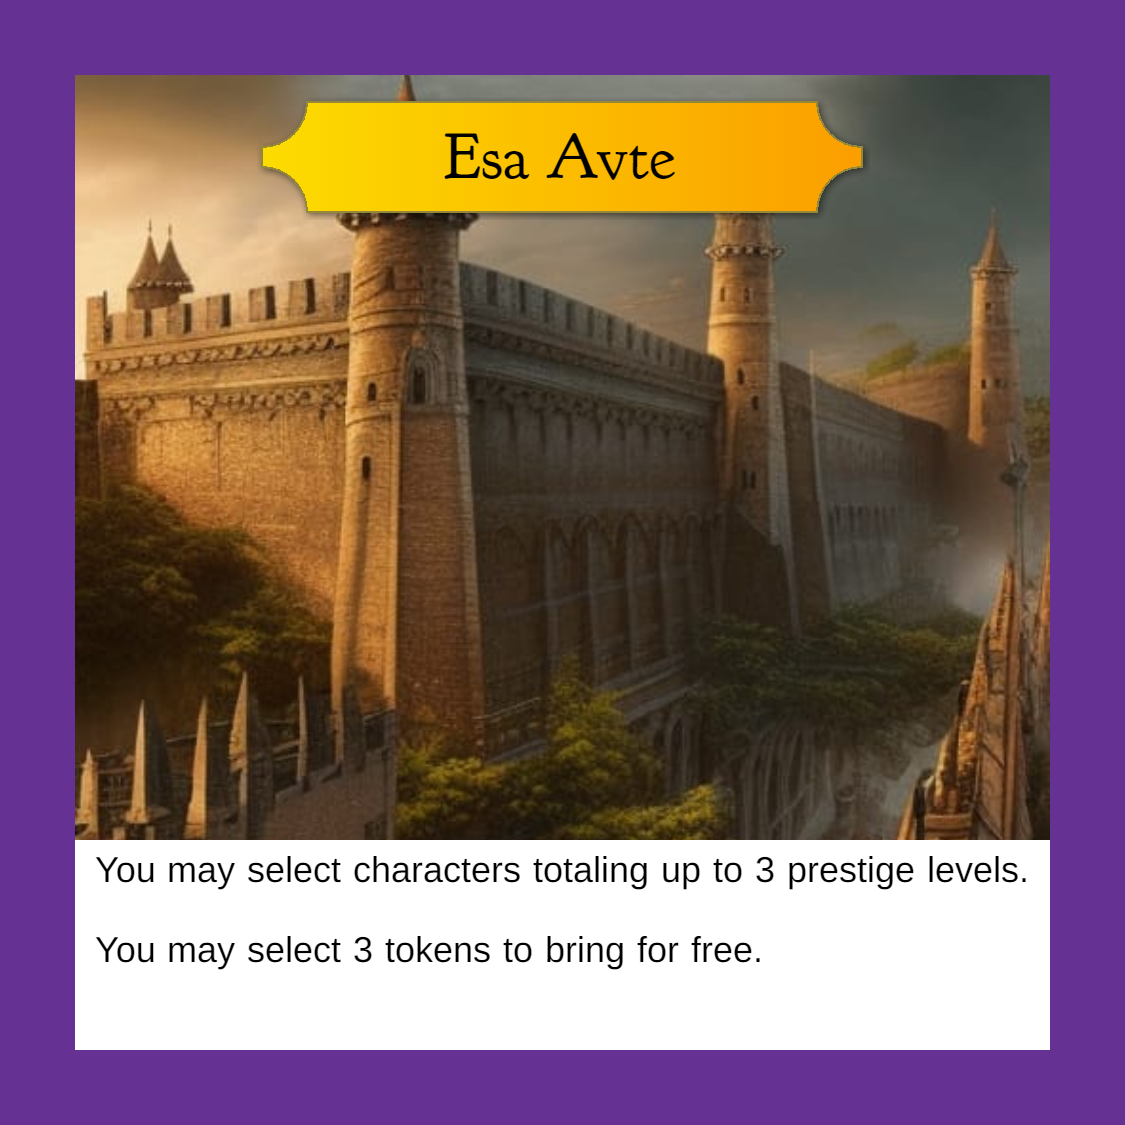 Esa Avte
You may select characters totaling up to 3 prestige levels.
You may select 3 tokens to bring for free.